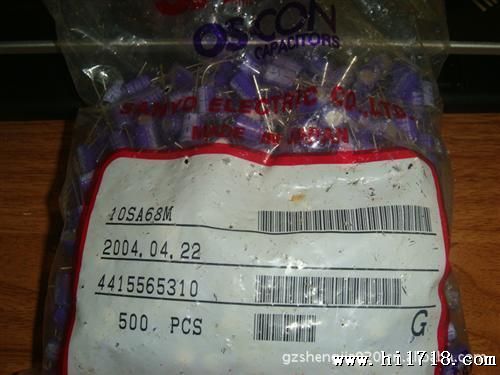 OS-CON
CAPACITORS
SANYO ELECTRIC CO.,LTD.
MADE IN JAPAN
10SA68M
2004.04.22
4415565310
500 PCS
G
www.hi1718.com